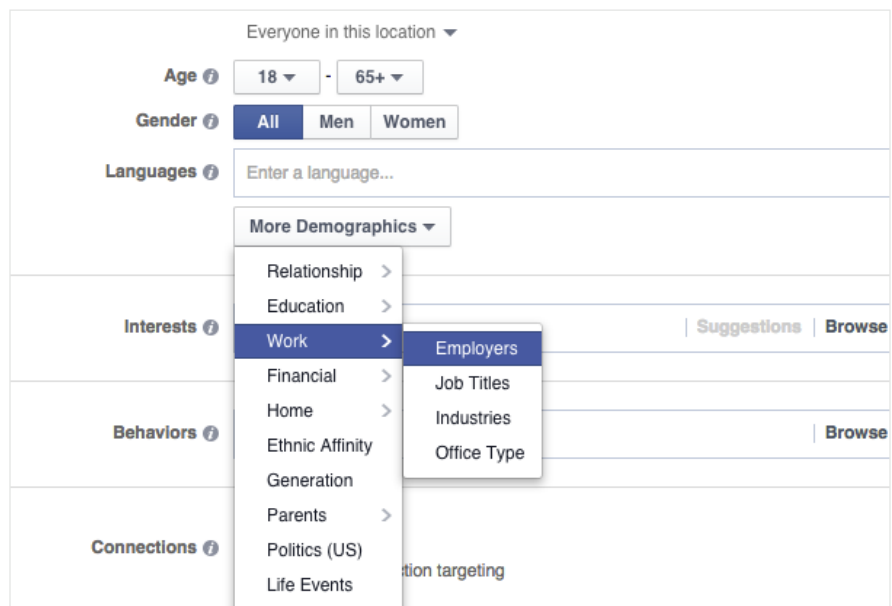 Everyone in this location
Age 18 - 65+
Gender All Men Women
Languages Enter a language...
More Demographics
Relationship
Education
Interests Suggestions Browse
Work
Employers
Financial
Job Titles
Home
Industries
Behaviors Browse
Ethnic Affinity
Office Type
Generation
Parents
Connections
Politics (US)
tion targeting
Life Events